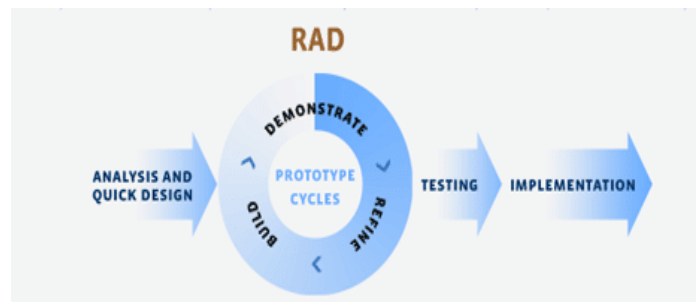 RAD
ANALYSIS AND
QUICK DESIGN
DEMONSTRATE
REFINE
BUILD
PROTOTYPE
CYCLES
TESTING
IMPLEMENTATION